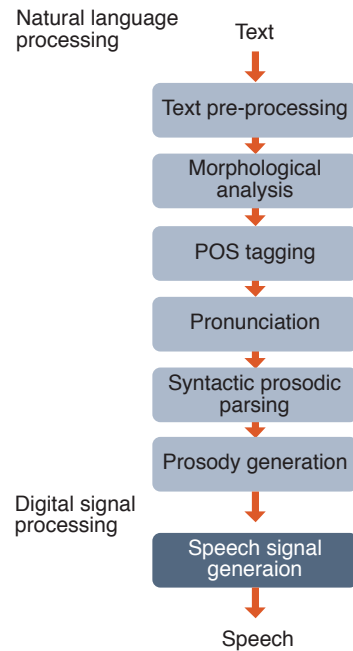 Natural language
processing
Text
Text pre-processing
Morphological
analysis
POS tagging
Pronunciation
Syntactic prosodic
parsing
Prosody generation
Digital signal
processing
Speech signal
generaion
Speech